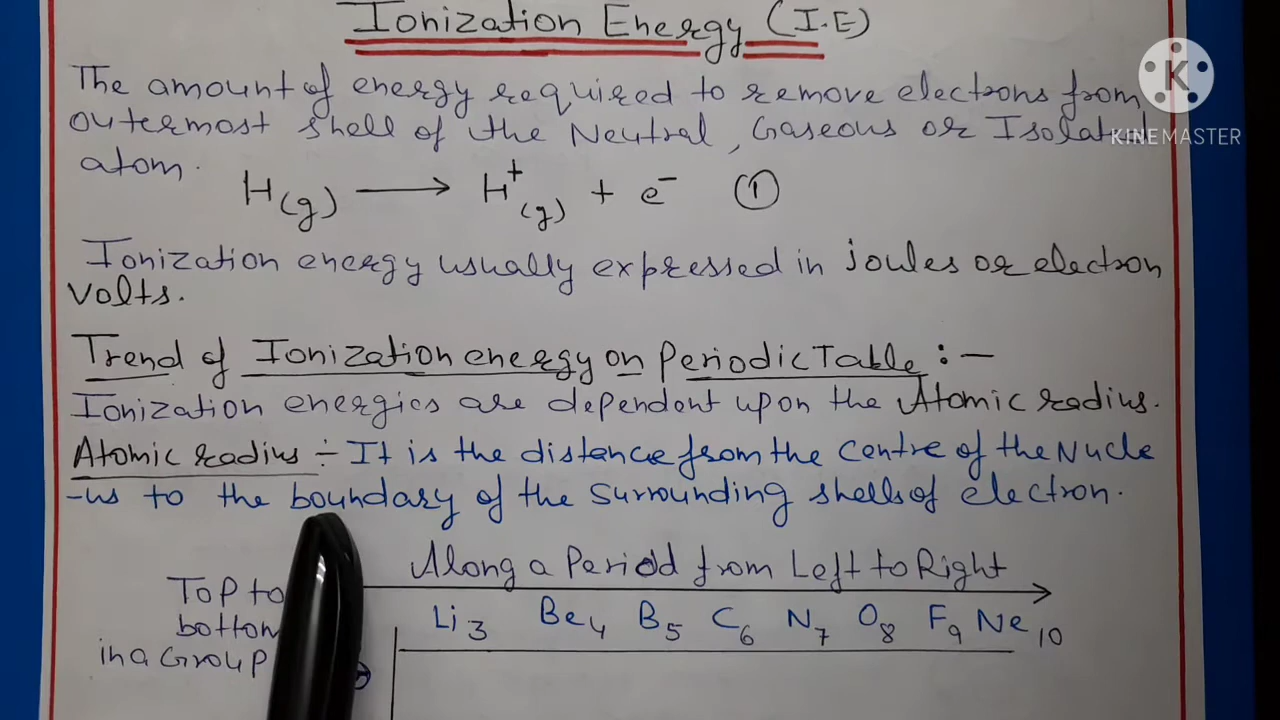 Ionization Energy (I.E)
The amount of energy required to remove electrons from
outermost shell of the Neutral, Gaseous or Isolated
atom.
H(g) → H⁺(g) + e⁻ ①
Ionization energy usually expressed in joules or electron
volts.
Trend of Ionization energy on Periodic Table :-
Ionization energies are dependent upon the Atomic radius.
Atomic radius ÷ It is the distance from the centre of the Nucle
-us to the boundary of the surrounding shells of electron.
Along a Period from Left to Right
Top to
bottom
in a Group
Li₃ Be₄ B₅ C₆ N₇ O₈ F₉ Ne₁₀
K
KINEMASTER